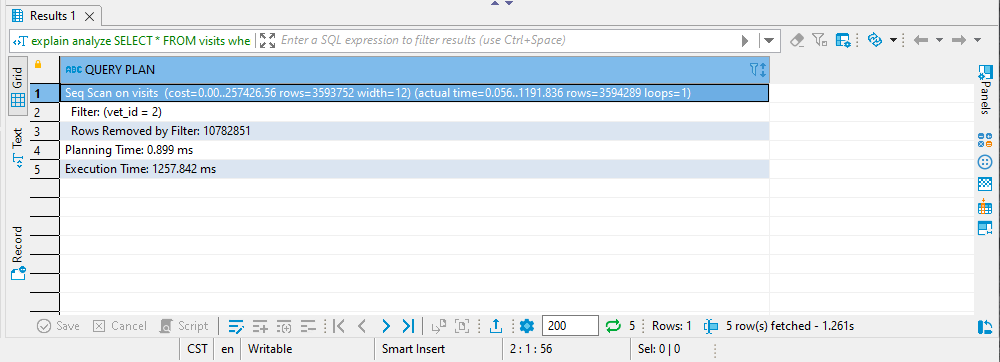 Results 1
explain analyze SELECT * FROM visits whe
Enter a SQL expression to filter results (use Ctrl+Space)
Grid
ABC QUERY PLAN
1 Seq Scan on visits (cost=0.00..257426.56 rows=3593752 width=12) (actual time=0.056..1191.836 rows=3594289 loops=1)
2 Filter: (vet_id = 2)
3 Rows Removed by Filter: 10782851
4 Planning Time: 0.899 ms
5 Execution Time: 1257.842 ms
Text
Record
Panels
Save Cancel Script 200 5 Rows: 1 5 row(s) fetched - 1.261s
CST en Writable Smart Insert 2 : 1 : 56 Sel: 0 | 0